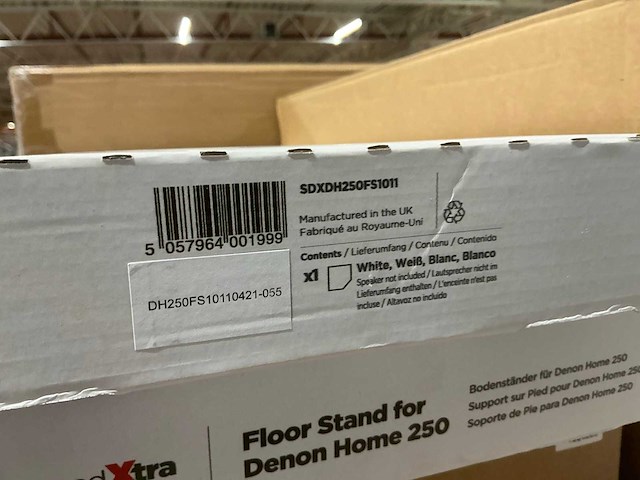 SDXDH250FS1011
Manufactured in the UK
Fabriqué au Royaume-Uni
5 057964 001999
Contents / Lieferumfang / Contenu / Contenido
x1
White, Weiß, Blanc, Blanco
Speaker not included / Lautsprecher nicht im
Lieferumfang enthalten / L'enceinte n'est pas
incluse / Altavoz no incluido
DH250FS10110421-055
Floor Stand for
Denon Home 250
Bodenständer für Denon Home 250
Support sur Pied pour Denon Home 250
Soporte de Pie para Denon Home 250
dXtra